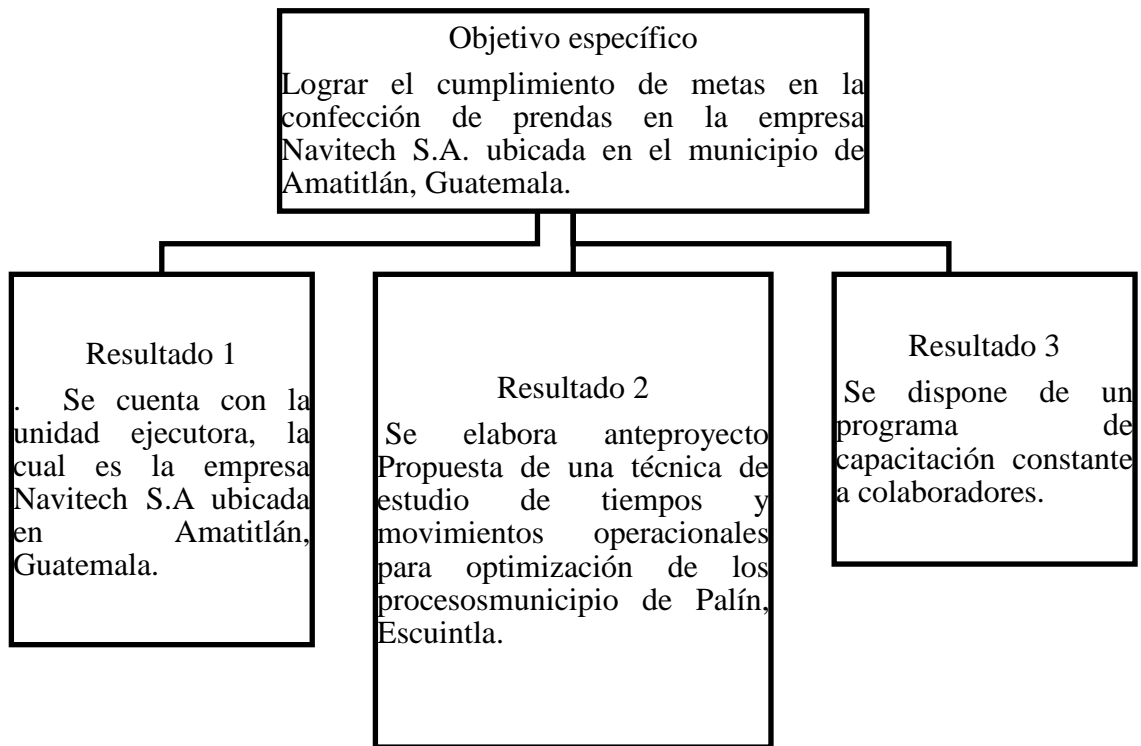 Objetivo específico
Lograr el cumplimiento de metas en la
confección de prendas en la empresa
Navitech S.A. ubicada en el municipio de
Amatitlán, Guatemala.
Resultado 1
. Se cuenta con la
unidad ejecutora, la
cual es la empresa
Navitech S.A ubicada
en Amatitlán,
Guatemala.
Resultado 2
Se elabora anteproyecto
Propuesta de una técnica de
estudio de tiempos y
movimientos operacionales
para optimización de los
procesosmunicipio de Palín,
Escuintla.
Resultado 3
Se dispone de un
programa de
capacitación constante
a colaboradores.